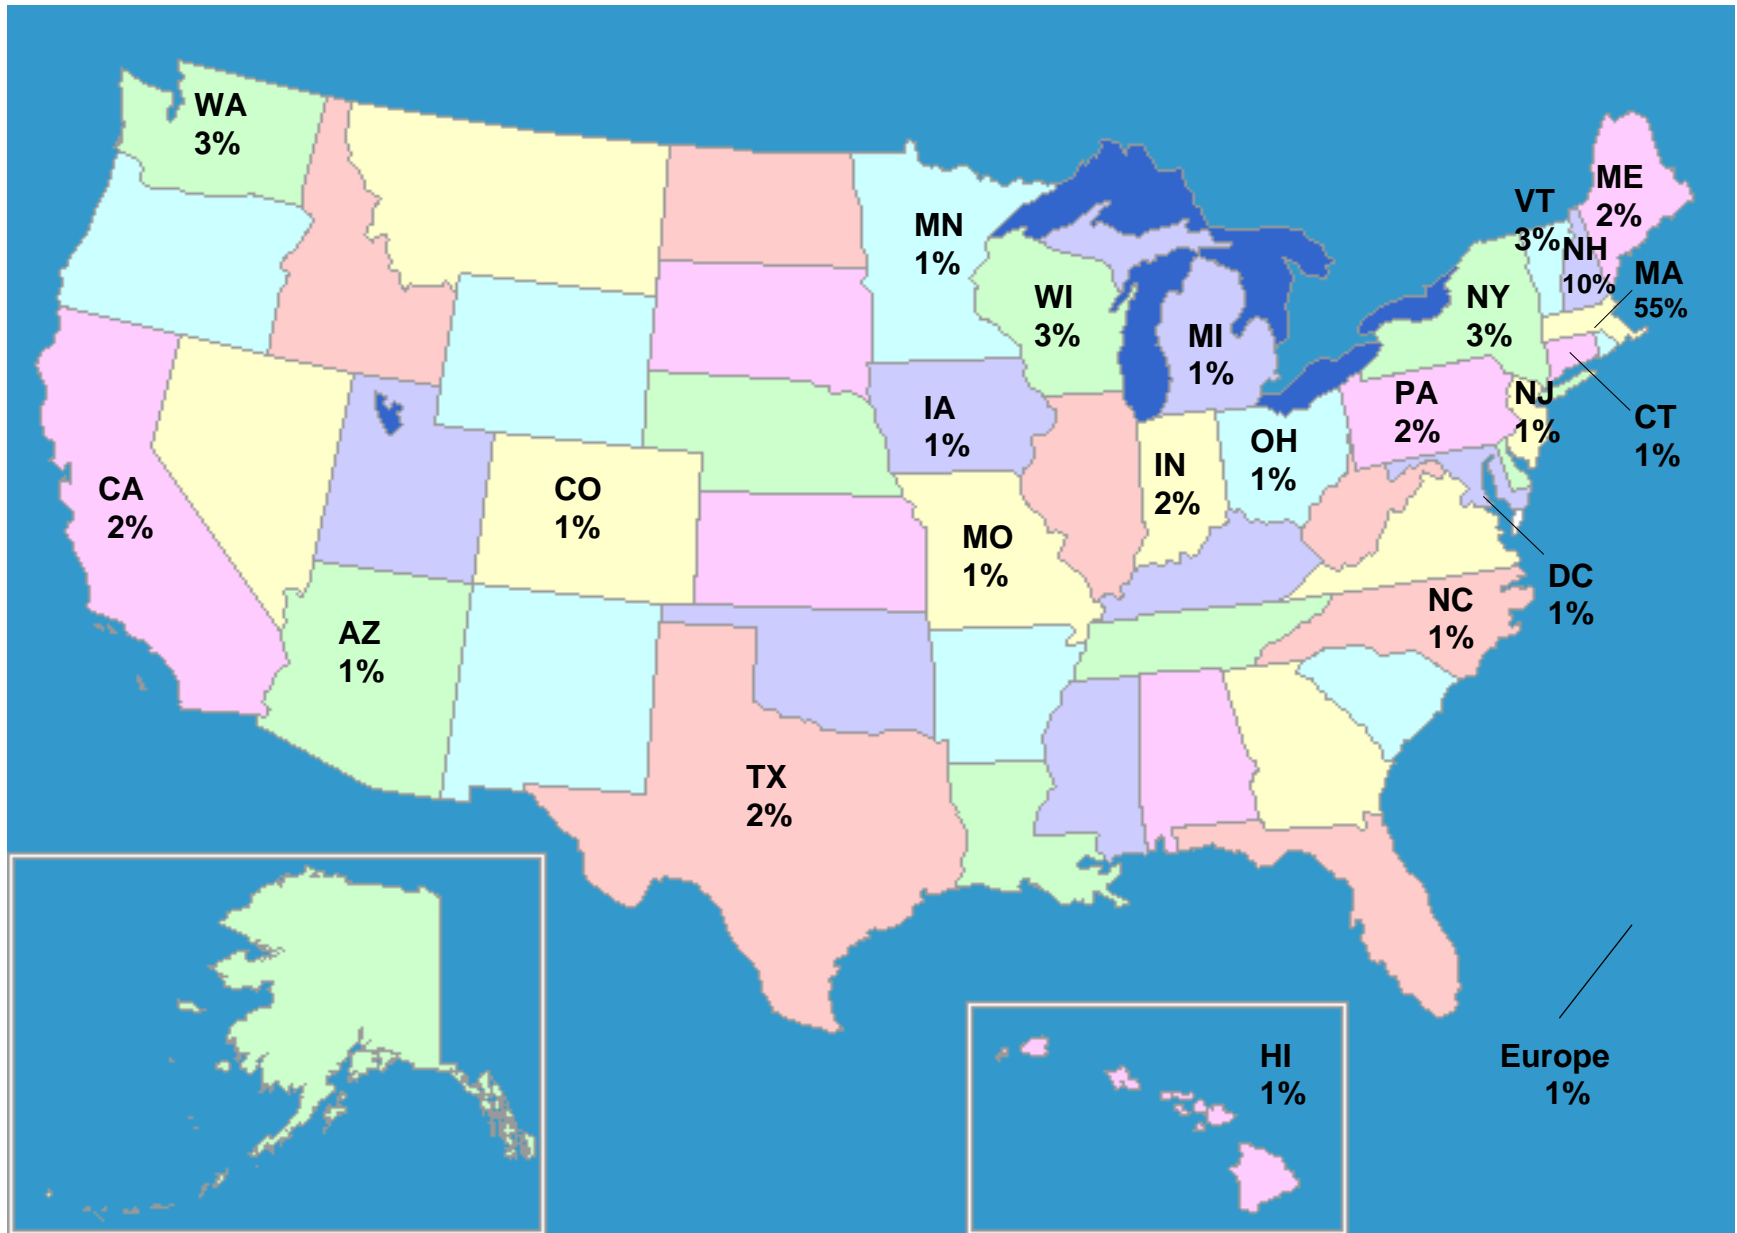 WA
3%
ME
2%
VT
3%
MN
1%
NH
10%
MA
55%
WI
3%
NY
3%
MI
1%
PA
2%
NJ
1%
IA
1%
CT
1%
OH
1%
IN
2%
CA
2%
CO
1%
MO
1%
DC
1%
NC
1%
AZ
1%
TX
2%
HI
1%
Europe
1%